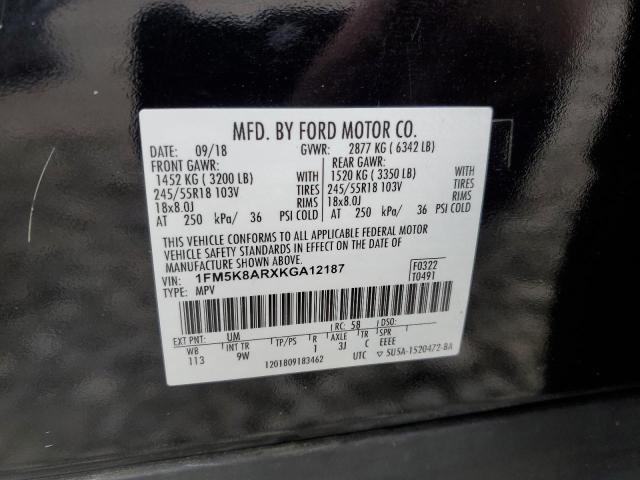 MFD. BY FORD MOTOR CO.
DATE: 09/18 GVWR: 2877 KG ( 6342 LB)
FRONT GAWR: REAR GAWR:
1452 KG ( 3200 LB) WITH 1520 KG ( 3350 LB) WITH
245/55R18 103V TIRES 245/55R18 103V TIRES
18x8.0J RIMS 18x8.0J RIMS
AT 250 kPa/ 36 PSI COLD AT 250 kPa/ 36 PSI COLD
THIS VEHICLE CONFORMS TO ALL APPLICABLE FEDERAL MOTOR
VEHICLE SAFETY STANDARDS IN EFFECT ON THE DATE OF
MANUFACTURE SHOWN ABOVE.
VIN: 1FM5K8ARXKGA12187 F0322
TYPE: MPV T0491
EXT PNT: UM RC: 58 DSO:
WB INT TR TP/PS R AXLE TR SPR
113 9W 1 3J C EEEE
1201809183462 UTC ▽ 5U5A-1520472-BA